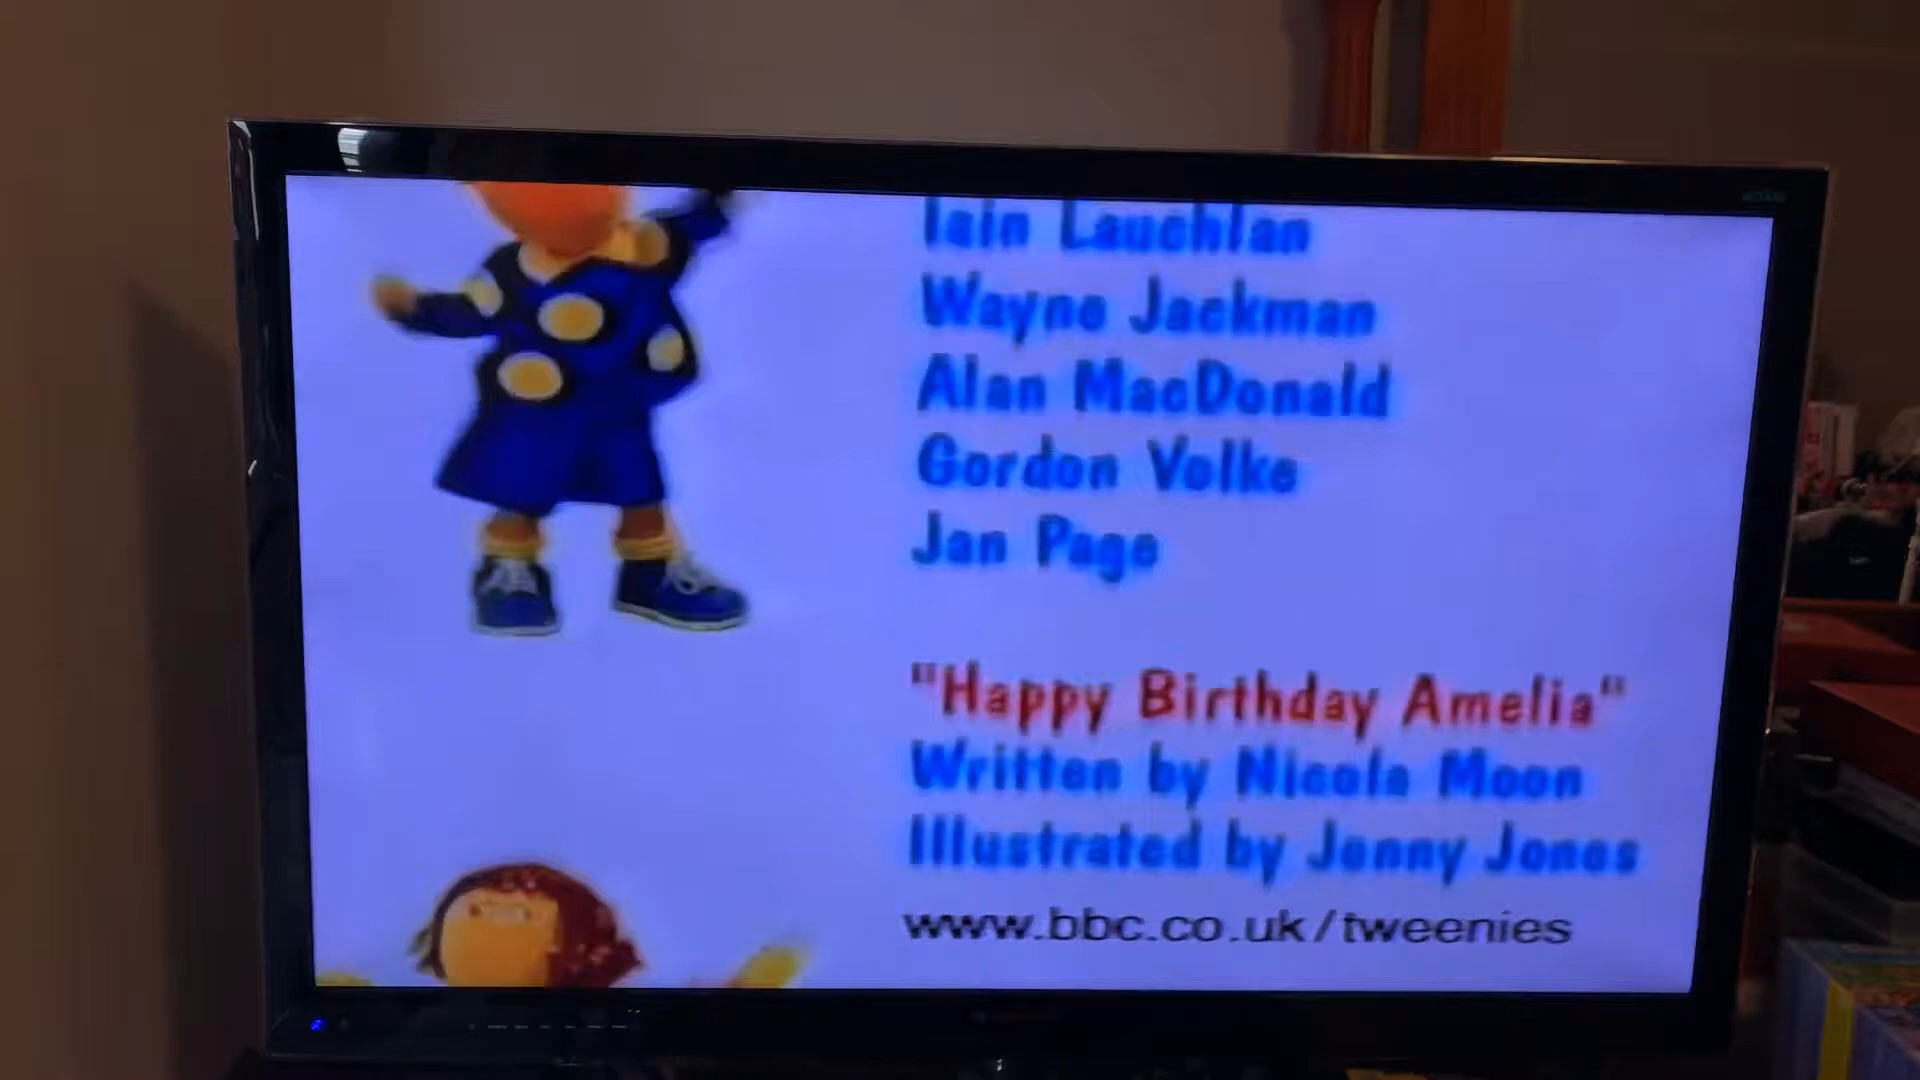 Iain Lauchlan
Wayne Jackman
Alan MacDonald
Gordon Volke
Jan Page
"Happy Birthday Amelia"
Written by Nicola Moon
Illustrated by Jenny Jones
www.bbc.co.uk/tweenies